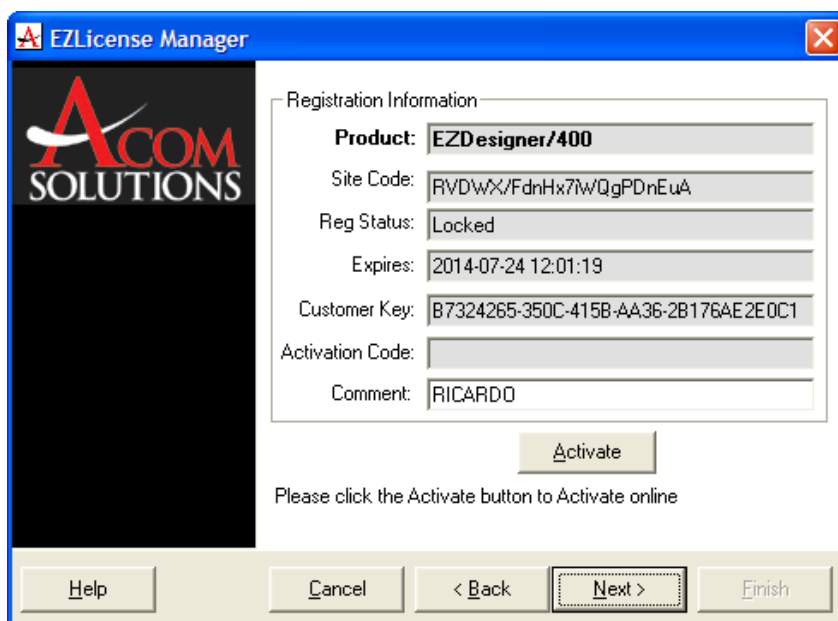 EZLicense Manager
ACOM
SOLUTIONS
Registration Information
Product: EZDesigner/400
Site Code: RVDWX/FdnHx7iWQgPDnEuA
Reg Status: Locked
Expires: 2014-07-24 12:01:19
Customer Key: B7324265-350C-415B-AA36-2B176AE2E0C1
Activation Code:
Comment: RICARDO
Activate
Please click the Activate button to Activate online
Help Cancel < Back Next > Finish